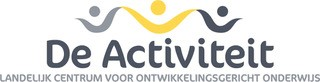 De Activiteit
LANDELIJK CENTRUM VOOR ONTWIKKELINGSGERICHT ONDERWIJS